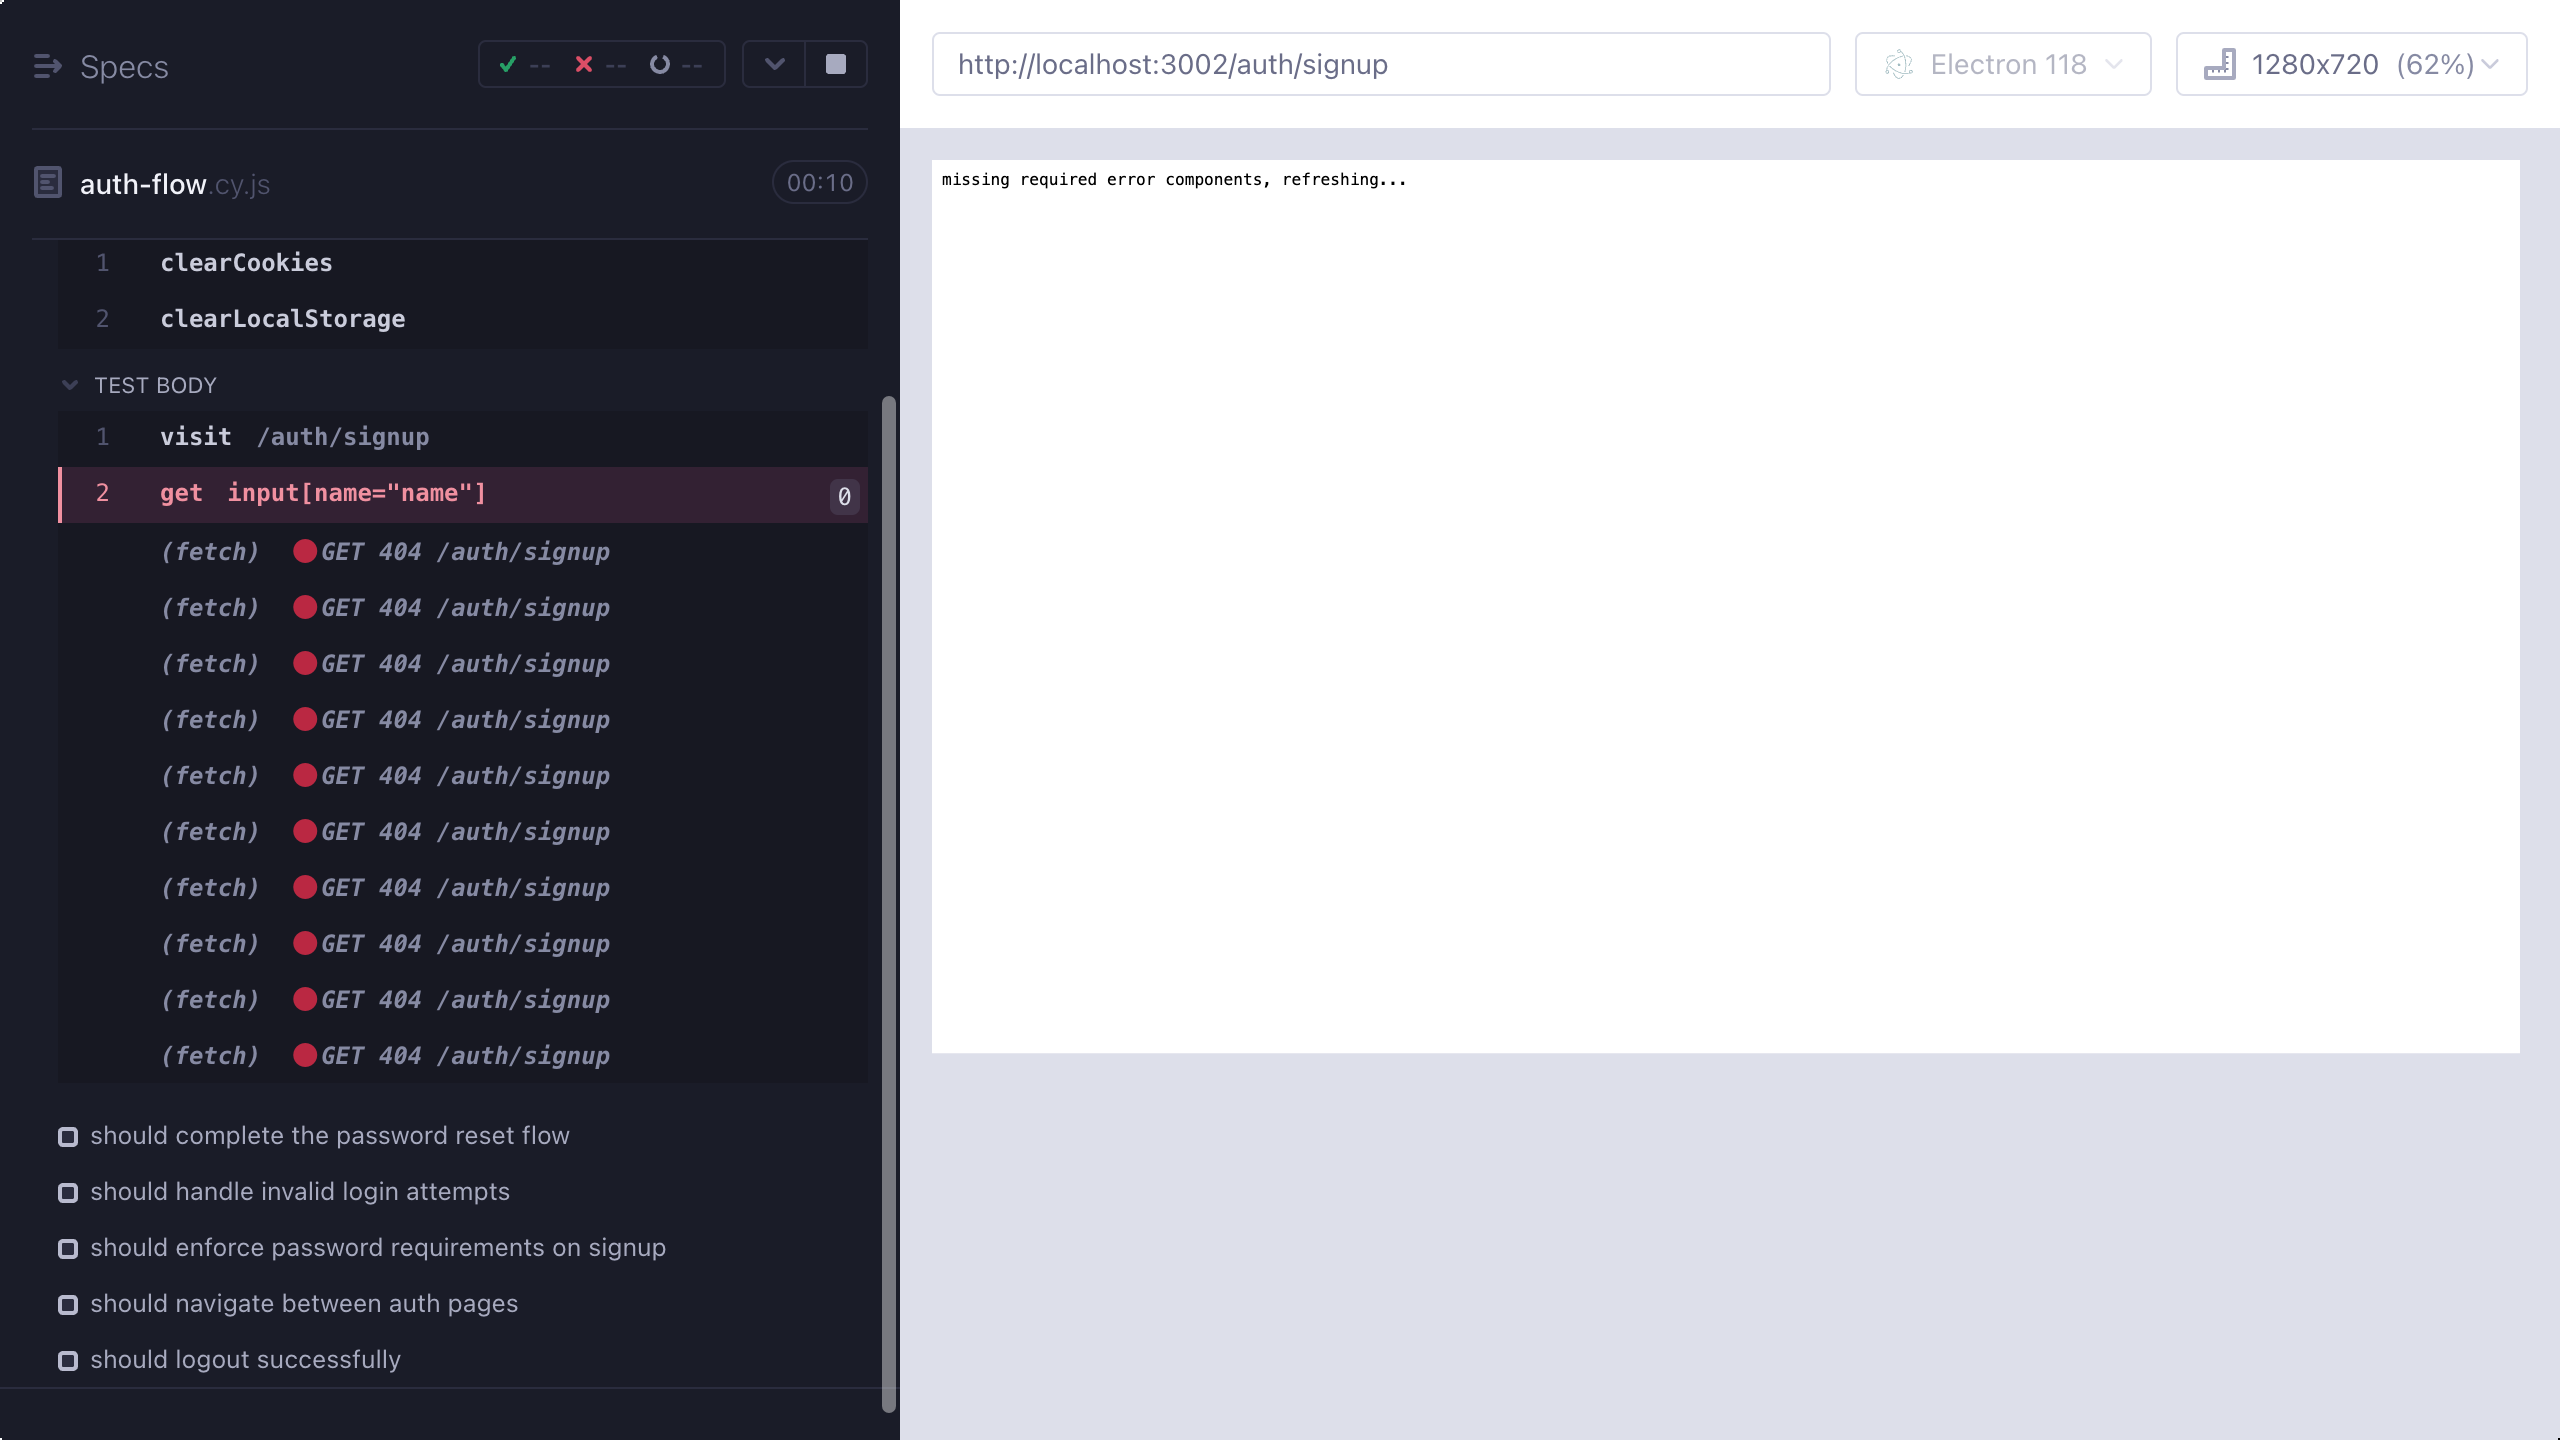 Specs
-- -- --
auth-flow.cy.js
00:10
1 clearCookies
2 clearLocalStorage
TEST BODY
1 visit /auth/signup
2 get input[name="name"] 0
(fetch) GET 404 /auth/signup
(fetch) GET 404 /auth/signup
(fetch) GET 404 /auth/signup
(fetch) GET 404 /auth/signup
(fetch) GET 404 /auth/signup
(fetch) GET 404 /auth/signup
(fetch) GET 404 /auth/signup
(fetch) GET 404 /auth/signup
(fetch) GET 404 /auth/signup
(fetch) GET 404 /auth/signup
should complete the password reset flow
should handle invalid login attempts
should enforce password requirements on signup
should navigate between auth pages
should logout successfully
http://localhost:3002/auth/signup
Electron 118
1280x720 (62%)
missing required error components, refreshing...